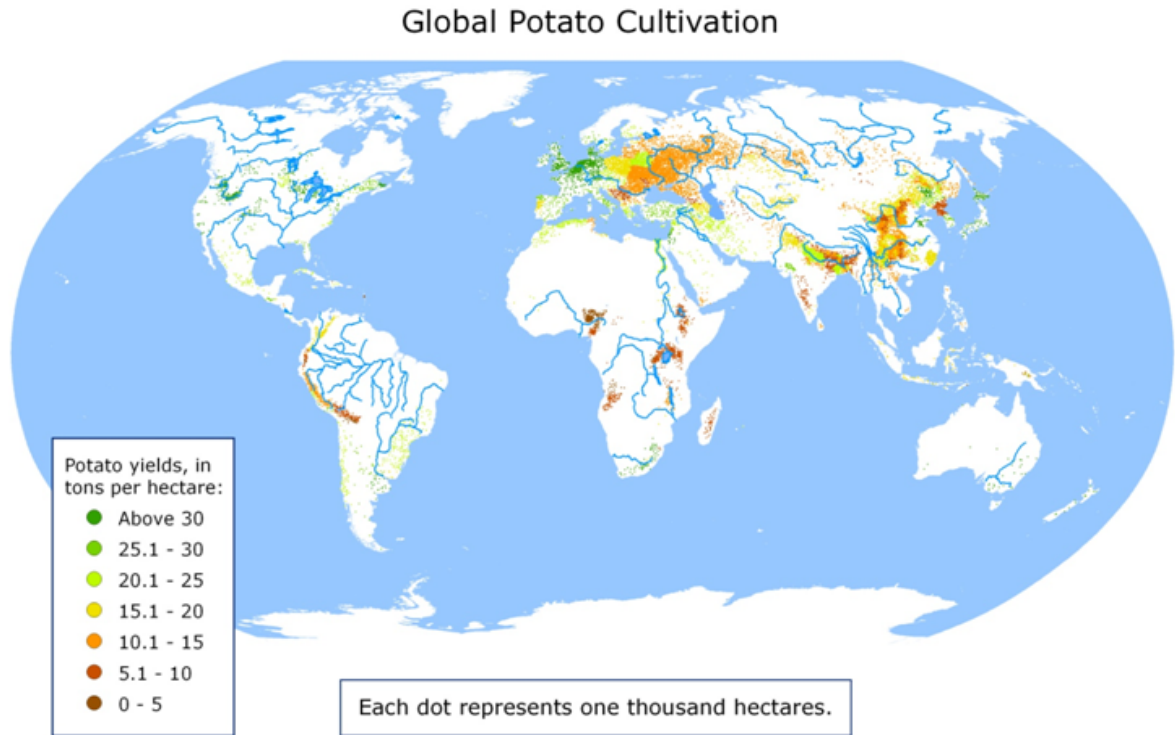 Global Potato Cultivation
Potato yields, in
tons per hectare:
Above 30
25.1 - 30
20.1 - 25
15.1 - 20
10.1 - 15
5.1 - 10
0 - 5
Each dot represents one thousand hectares.